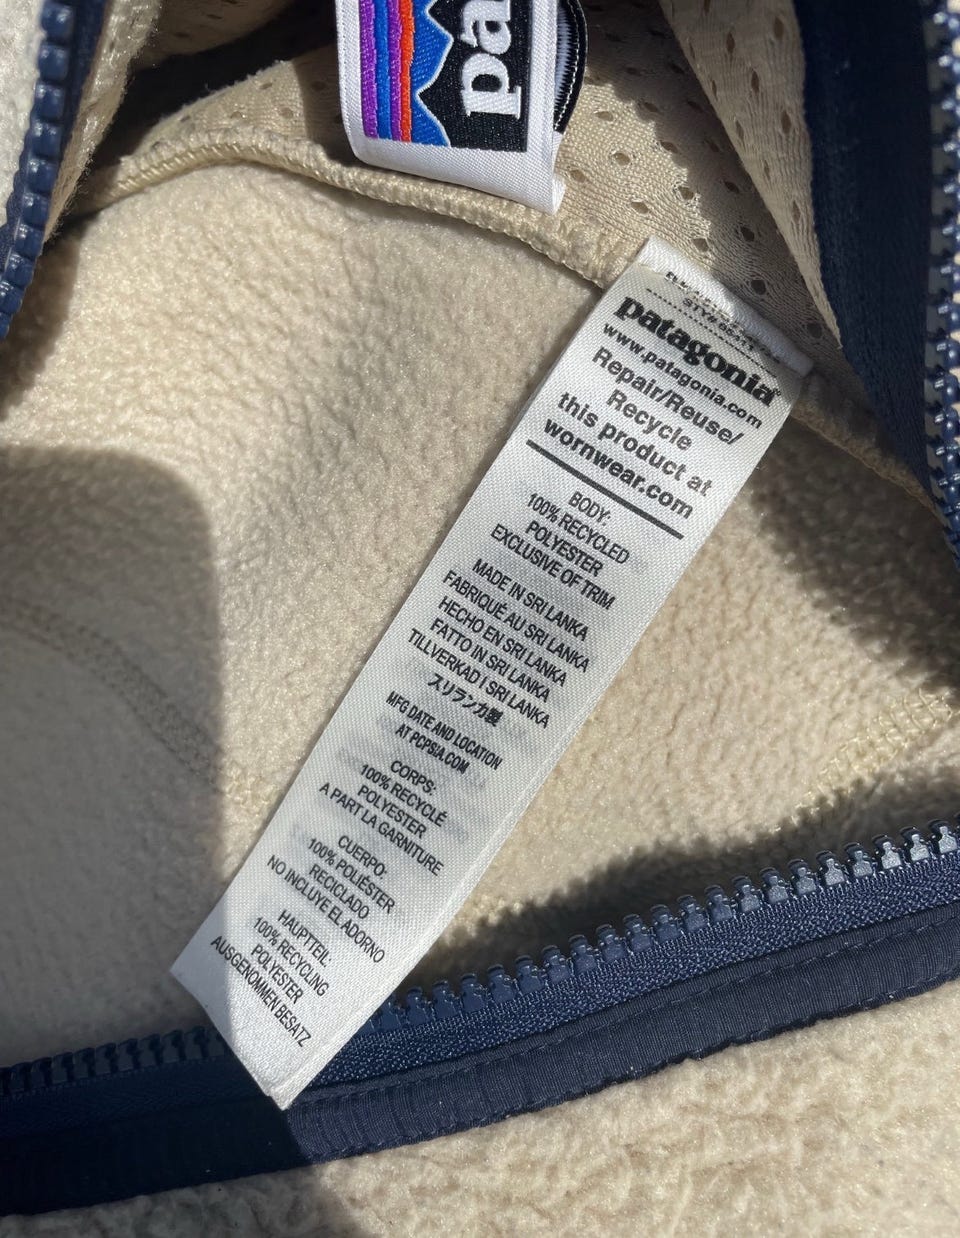 pa
patagonia®
www.patagonia.com
Repair/Reuse/
Recycle
this product at
wornwear.com
BODY:
100% RECYCLED
POLYESTER
EXCLUSIVE OF TRIM
MADE IN SRI LANKA
FABRIQUÉ AU SRI LANKA
HECHO EN SRI LANKA
FATTO IN SRI LANKA
TILLVERKAD I SRI LANKA
スリランカ製
MFG DATE AND LOCATION
AT PCPSIA.COM
CORPS:
100% RECYCLÉ
POLYESTER
A PART LA GARNITURE
CUERPO:
100% POLIÉSTER
RECICLADO
NO INCLUYE EL ADORNO
HAUPTTEIL:
100% RECYCLING
POLYESTER
AUSGENOMMEN BESATZ